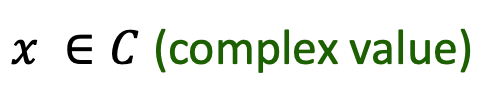 𝑥 ∈ 𝐶 (complex value)